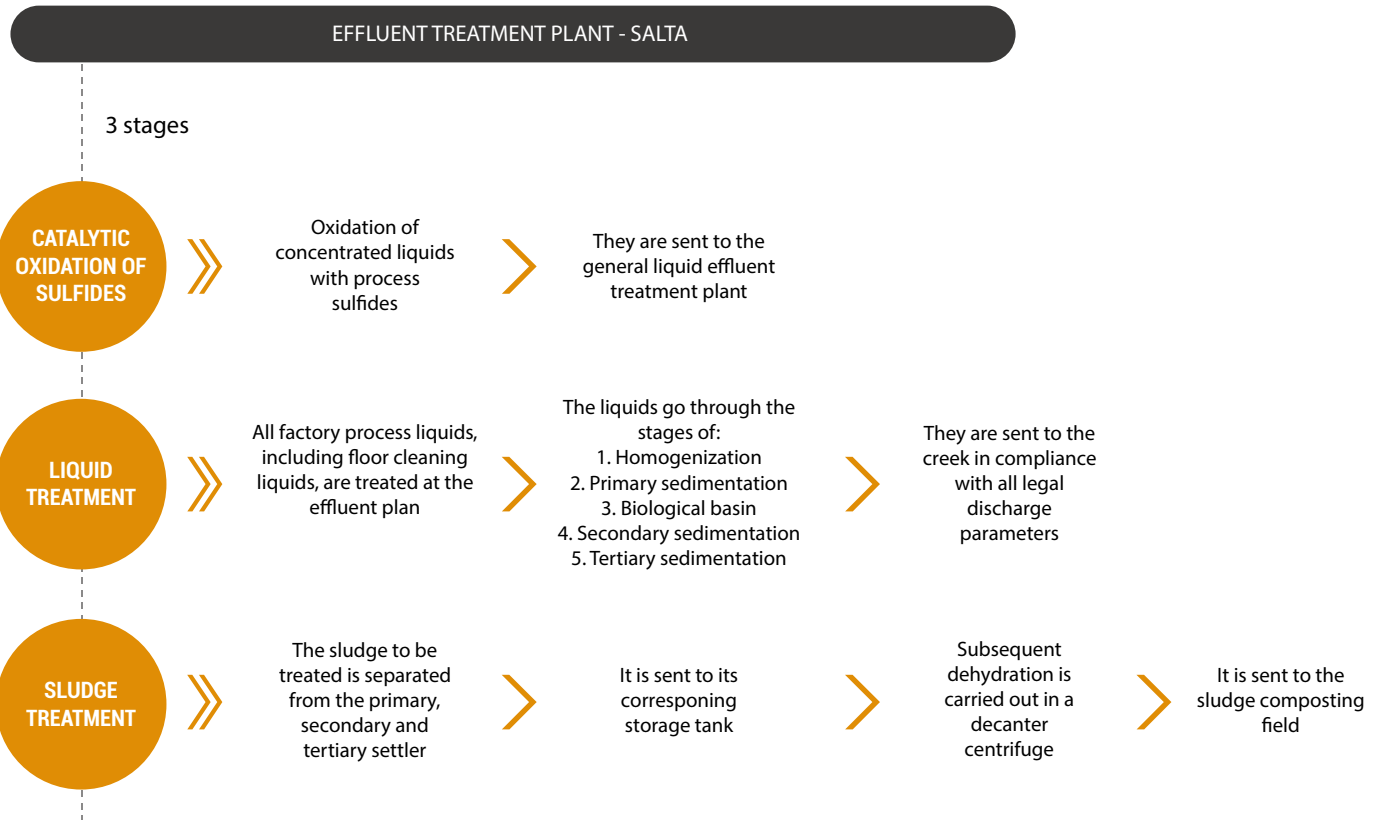 EFFLUENT TREATMENT PLANT - SALTA
3 stages
CATALYTIC
OXIDATION OF
SULFIDES
Oxidation of
concentrated liquids
with process
sulfides
They are sent to the
general liquid effluent
treatment plant
LIQUID
TREATMENT
All factory process liquids,
including floor cleaning
liquids, are treated at the
effluent plan
The liquids go through the
stages of:
1. Homogenization
2. Primary sedimentation
3. Biological basin
4. Secondary sedimentation
5. Tertiary sedimentation
They are sent to the
creek in compliance
with all legal
discharge
parameters
SLUDGE
TREATMENT
The sludge to be
treated is separated
from the primary,
secondary and
tertiary settler
It is sent to its
corresponing
storage tank
Subsequent
dehydration is
carried out in a
decanter
centrifuge
It is sent to the
sludge composting
field